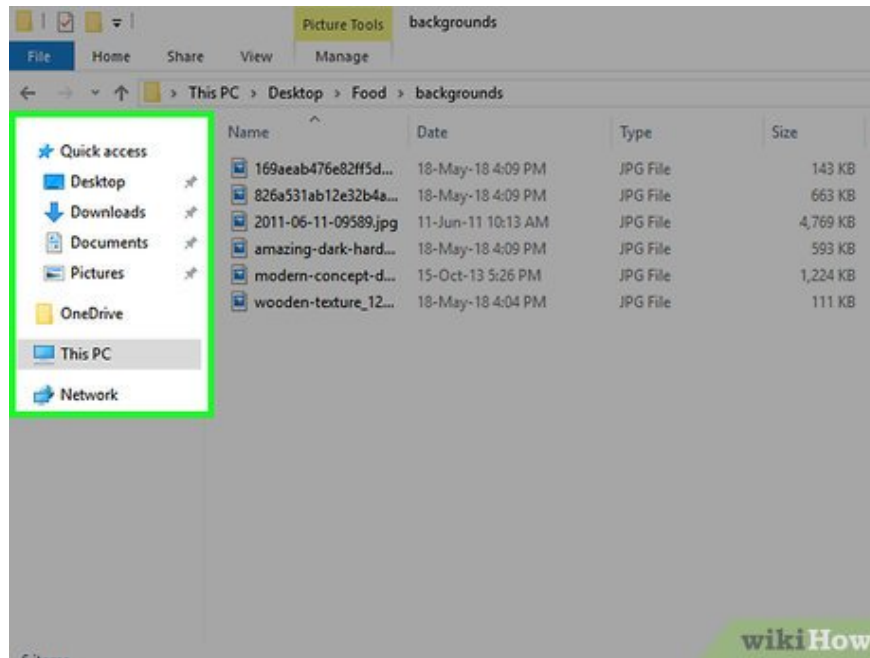 Picture Tools backgrounds
File Home Share View Manage
This PC > Desktop > Food > backgrounds
Name Date Type Size
Quick access
169aeab476e82ff5d... 18-May-18 4:09 PM JPG File 143 KB
Desktop
826a531ab12e32b4a... 18-May-18 4:09 PM JPG File 663 KB
Downloads
2011-06-11-09589.jpg 11-Jun-11 10:13 AM JPG File 4,769 KB
Documents
amazing-dark-hard... 18-May-18 4:09 PM JPG File 593 KB
Pictures
modern-concept-d... 15-Oct-13 5:26 PM JPG File 1,224 KB
wooden-texture_12... 18-May-18 4:04 PM JPG File 111 KB
OneDrive
This PC
Network
wikiHow